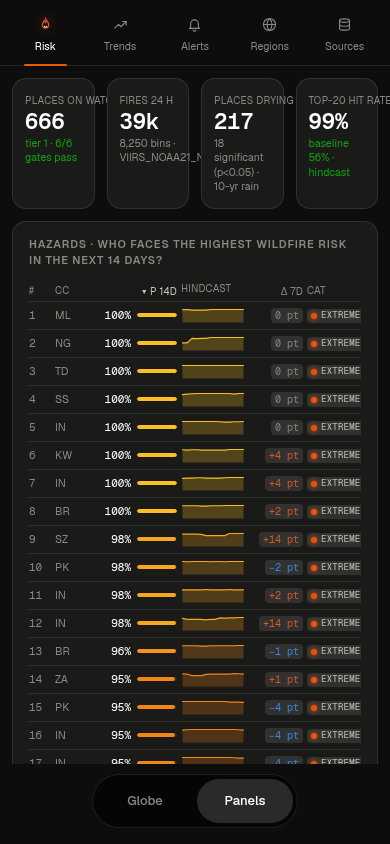 Risk
Trends
Alerts
Regions
Sources
PLACES ON WATC
666
tier 1 · 6/6
gates pass
FIRES 24 H
39k
8,250 bins ·
VIIRS_NOAA21_N
PLACES DRYING
217
18
significant
(p<0.05) ·
10-yr rain
TOP-20 HIT RATE
99%
baseline
56% ·
hindcast
HAZARDS · WHO FACES THE HIGHEST WILDFIRE RISK
IN THE NEXT 14 DAYS?
# CC ▾ P 14D HINDCAST Δ 7D CAT
1 ML 100% 0 pt EXTREME
2 NG 100% 0 pt EXTREME
3 TD 100% 0 pt EXTREME
4 SS 100% 0 pt EXTREME
5 IN 100% 0 pt EXTREME
6 KW 100% +4 pt EXTREME
7 IN 100% +4 pt EXTREME
8 BR 100% +2 pt EXTREME
9 SZ 98% +14 pt EXTREME
10 PK 98% −2 pt EXTREME
11 IN 98% +2 pt EXTREME
12 IN 98% +14 pt EXTREME
13 BR 96% −1 pt EXTREME
14 ZA 95% +1 pt EXTREME
15 PK 95% −4 pt EXTREME
16 IN 95% −4 pt EXTREME
17 IN 95% −4 pt EXTREME
Globe
Panels